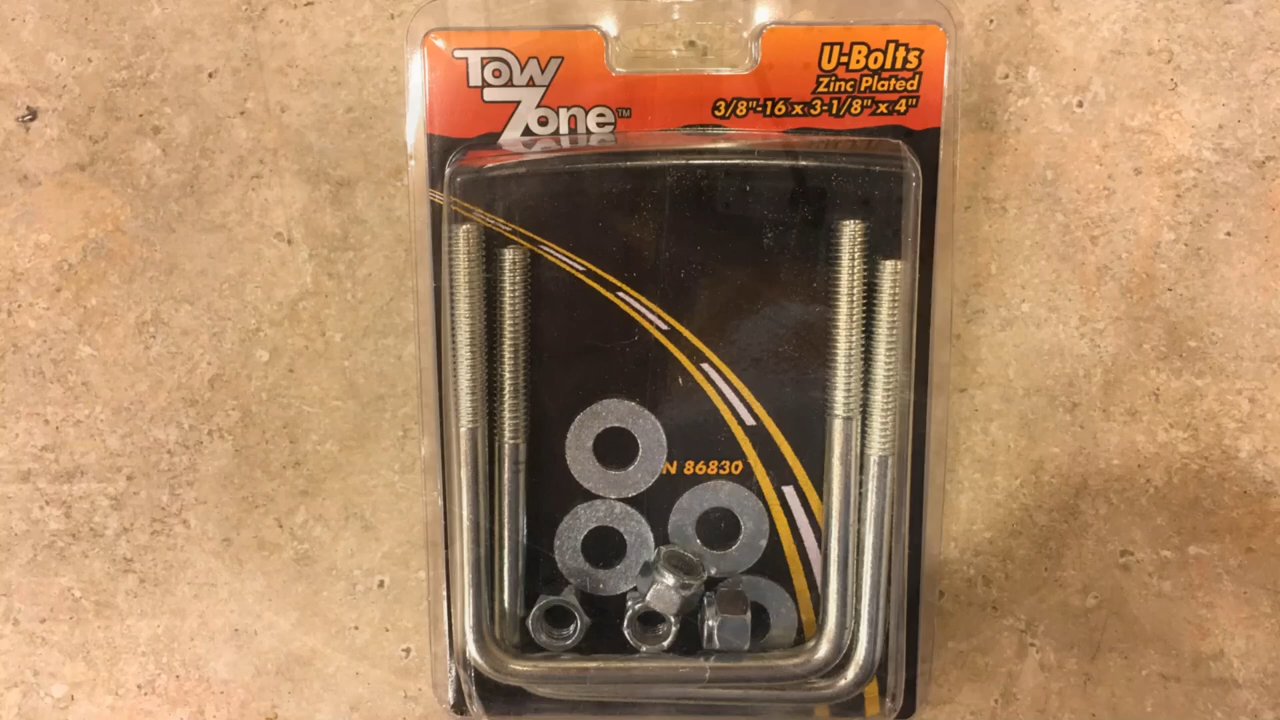 Tow
Zone™
U-Bolts
Zinc Plated
3/8"-16 x 3-1/8" x 4"
N 86830